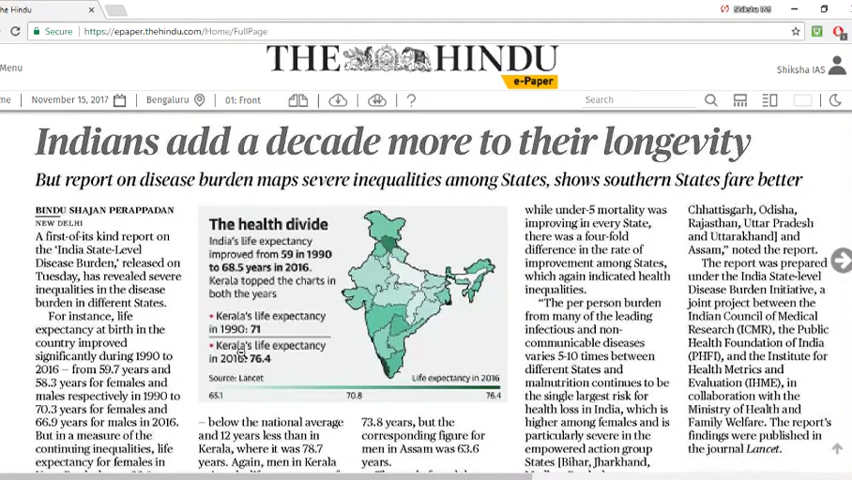 he Hindu
Shiksha IAS
Secure
https://epaper.thehindu.com/Home/FullPage
Menu
THE HINDU
e-Paper
Shiksha IAS
me
November 15, 2017
Bengaluru
01: Front
?
Search
Indians add a decade more to their longevity
But report on disease burden maps severe inequalities among States, shows southern States fare better
BINDU SHAJAN PERAPPADAN
NEW DELHI
A first-of-its kind report on
the ‘India State-Level
Disease Burden,’ released on
Tuesday, has revealed severe
inequalities in the disease
burden in different States.
For instance, life
expectancy at birth in the
country improved
significantly during 1990 to
2016 – from 59.7 years and
58.3 years for females and
males respectively in 1990 to
70.3 years for females and
66.9 years for males in 2016.
But in a measure of the
continuing inequalities, life
expectancy for females in
The health divide
India's life expectancy
improved from 59 in 1990
to 68.5 years in 2016.
Kerala topped the charts in
both the years
• Kerala's life expectancy
in 1990: 71
• Kerala's life expectancy
in 2016: 76.4
Source: Lancet
Life expectancy in 2016
65.1
70.8
76.4
– below the national average
and 12 years less than in
Kerala, where it was 78.7
years. Again, men in Kerala
73.8 years, but the
corresponding figure for
men in Assam was 63.6
years.
while under-5 mortality was
improving in every State,
there was a four-fold
difference in the rate of
improvement among States,
which again indicated health
inequalities.
“The per person burden
from many of the leading
infectious and non-
communicable diseases
varies 5-10 times between
different States and
malnutrition continues to be
the single largest risk for
health loss in India, which is
higher among females and is
particularly severe in the
empowered action group
States [Bihar, Jharkhand,
Chhattisgarh, Odisha,
Rajasthan, Uttar Pradesh
and Uttarakhand] and
Assam,” noted the report.
The report was prepared
under the India State-level
Disease Burden Initiative, a
joint project between the
Indian Council of Medical
Research (ICMR), the Public
Health Foundation of India
(PHFI), and the Institute for
Health Metrics and
Evaluation (IHME), in
collaboration with the
Ministry of Health and
Family Welfare. The report's
findings were published in
the journal Lancet.